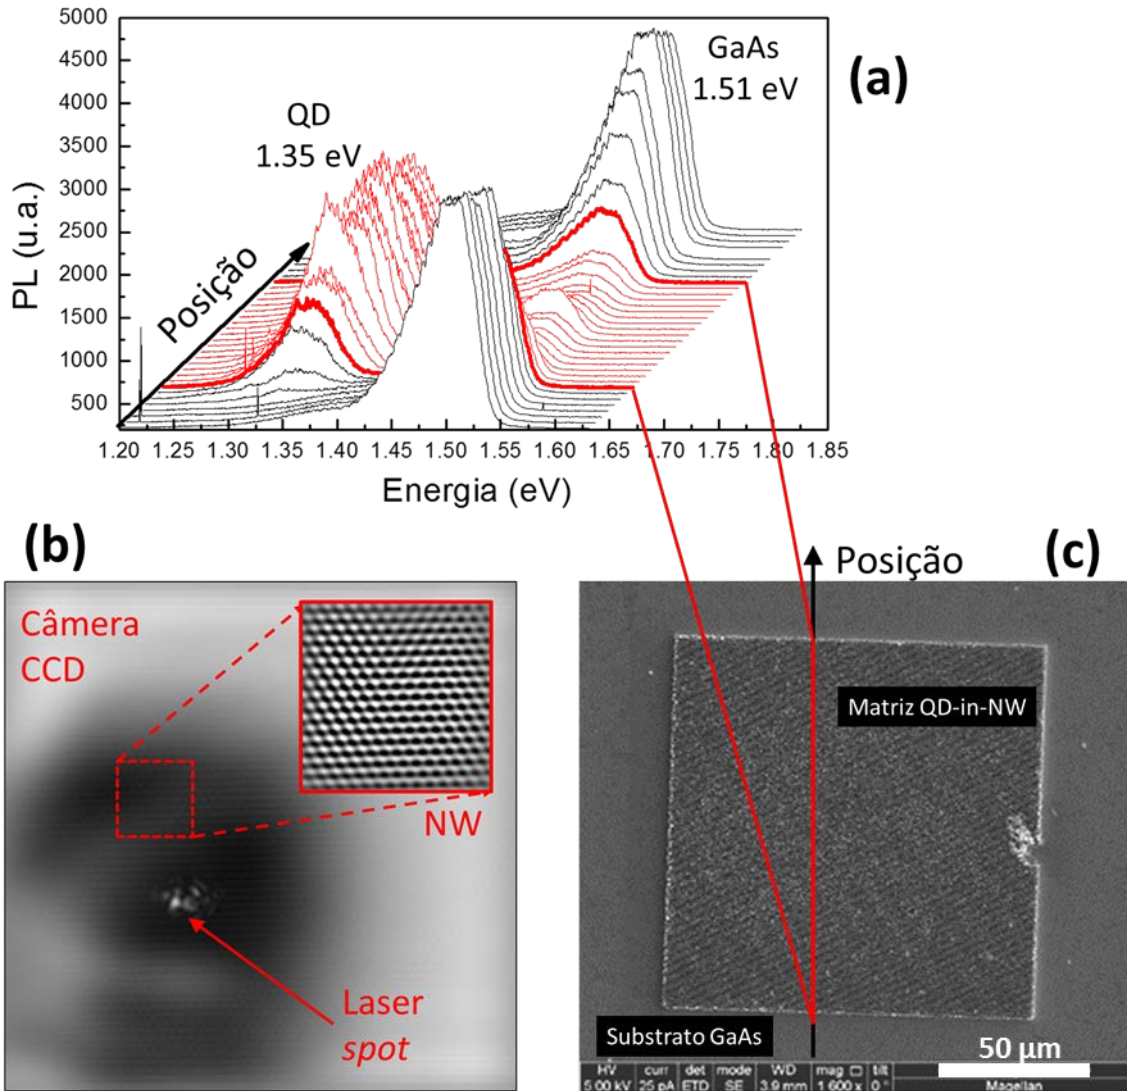 5000
4500
4000
3500
3000
2500
2000
1500
1000
500
PL (u.a.)
QD
1.35 eV
GaAs
1.51 eV
(a)
Posição
1.20 1.25 1.30 1.35 1.40 1.45 1.50 1.55 1.60 1.65 1.70 1.75 1.80 1.85
Energia (eV)
(b)
Câmera
CCD
NW
Laser
spot
(c)
Posição
Matriz QD-in-NW
Substrato GaAs
50 µm
HV curr det mode WD mag tilt
5.00 kV 25 pA ETD SE 3.9 mm 1 600 x 0 ° Magellan